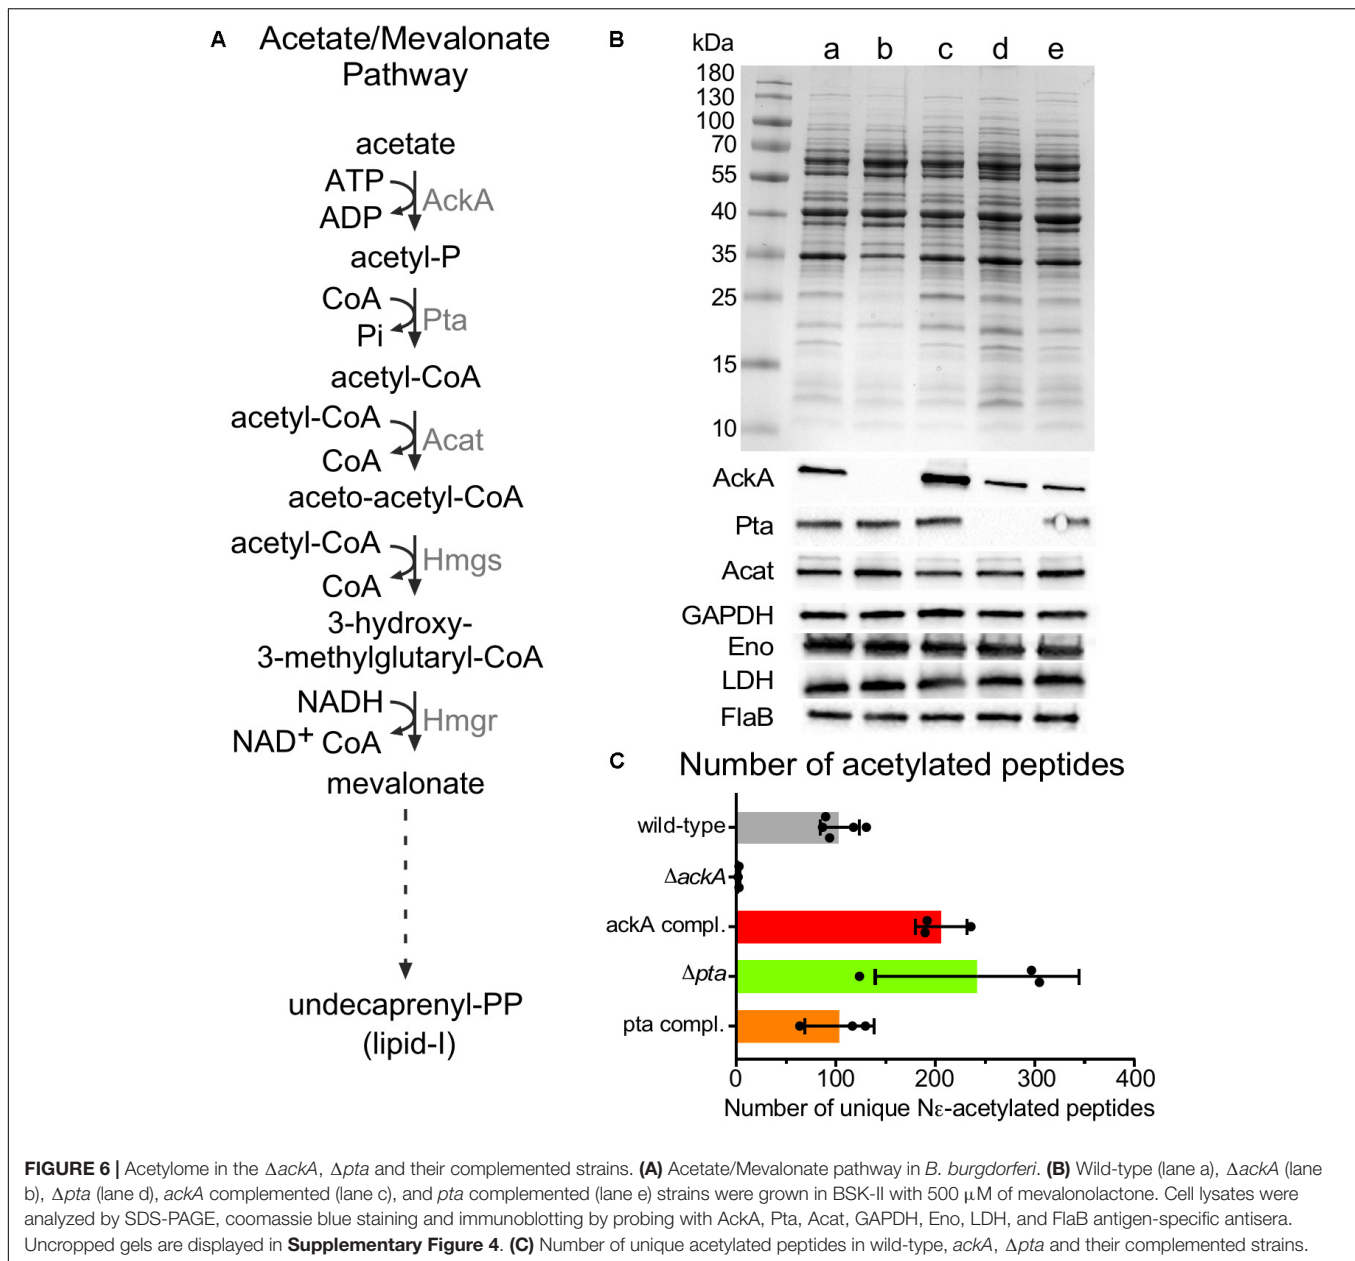 A Acetate/Mevalonate
Pathway
acetate
ATP
AckA
ADP
acetyl-P
CoA
Pta
Pi
acetyl-CoA
acetyl-CoA
Acat
CoA
aceto-acetyl-CoA
acetyl-CoA
Hmgs
CoA
3-hydroxy-
3-methylglutaryl-CoA
NADH
Hmgr
NAD+ CoA
mevalonate
undecaprenyl-PP
(lipid-I)
B kDa a b c d e
180
130
100
70
55
40
35
25
15
10
AckA
Pta
Acat
GAPDH
Eno
LDH
FlaB
C Number of acetylated peptides
wild-type
ΔackA
ackA compl.
Δpta
pta compl.
0 100 200 300 400
Number of unique Nε-acetylated peptides
FIGURE 6 | Acetylome in the ΔackA, Δpta and their complemented strains. (A) Acetate/Mevalonate pathway in B. burgdorferi. (B) Wild-type (lane a), ΔackA (lane
b), Δpta (lane d), ackA complemented (lane c), and pta complemented (lane e) strains were grown in BSK-II with 500 μM of mevalonolactone. Cell lysates were
analyzed by SDS-PAGE, coomassie blue staining and immunoblotting by probing with AckA, Pta, Acat, GAPDH, Eno, LDH, and FlaB antigen-specific antisera.
Uncropped gels are displayed in Supplementary Figure 4. (C) Number of unique acetylated peptides in wild-type, ackA, Δpta and their complemented strains.